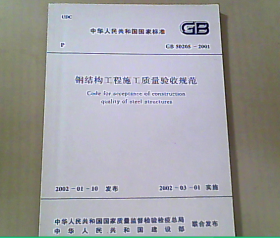 UDC
中华人民共和国国家标准
GB
P
GB 50205-2001
钢结构工程施工质量验收规范
Code for acceptance of construction
quality of steel structures
2002-01-10 发布
2002-03-01 实施
中华人民共和国国家质量监督检验检疫总局
中华人民共和国建设部
联合发布